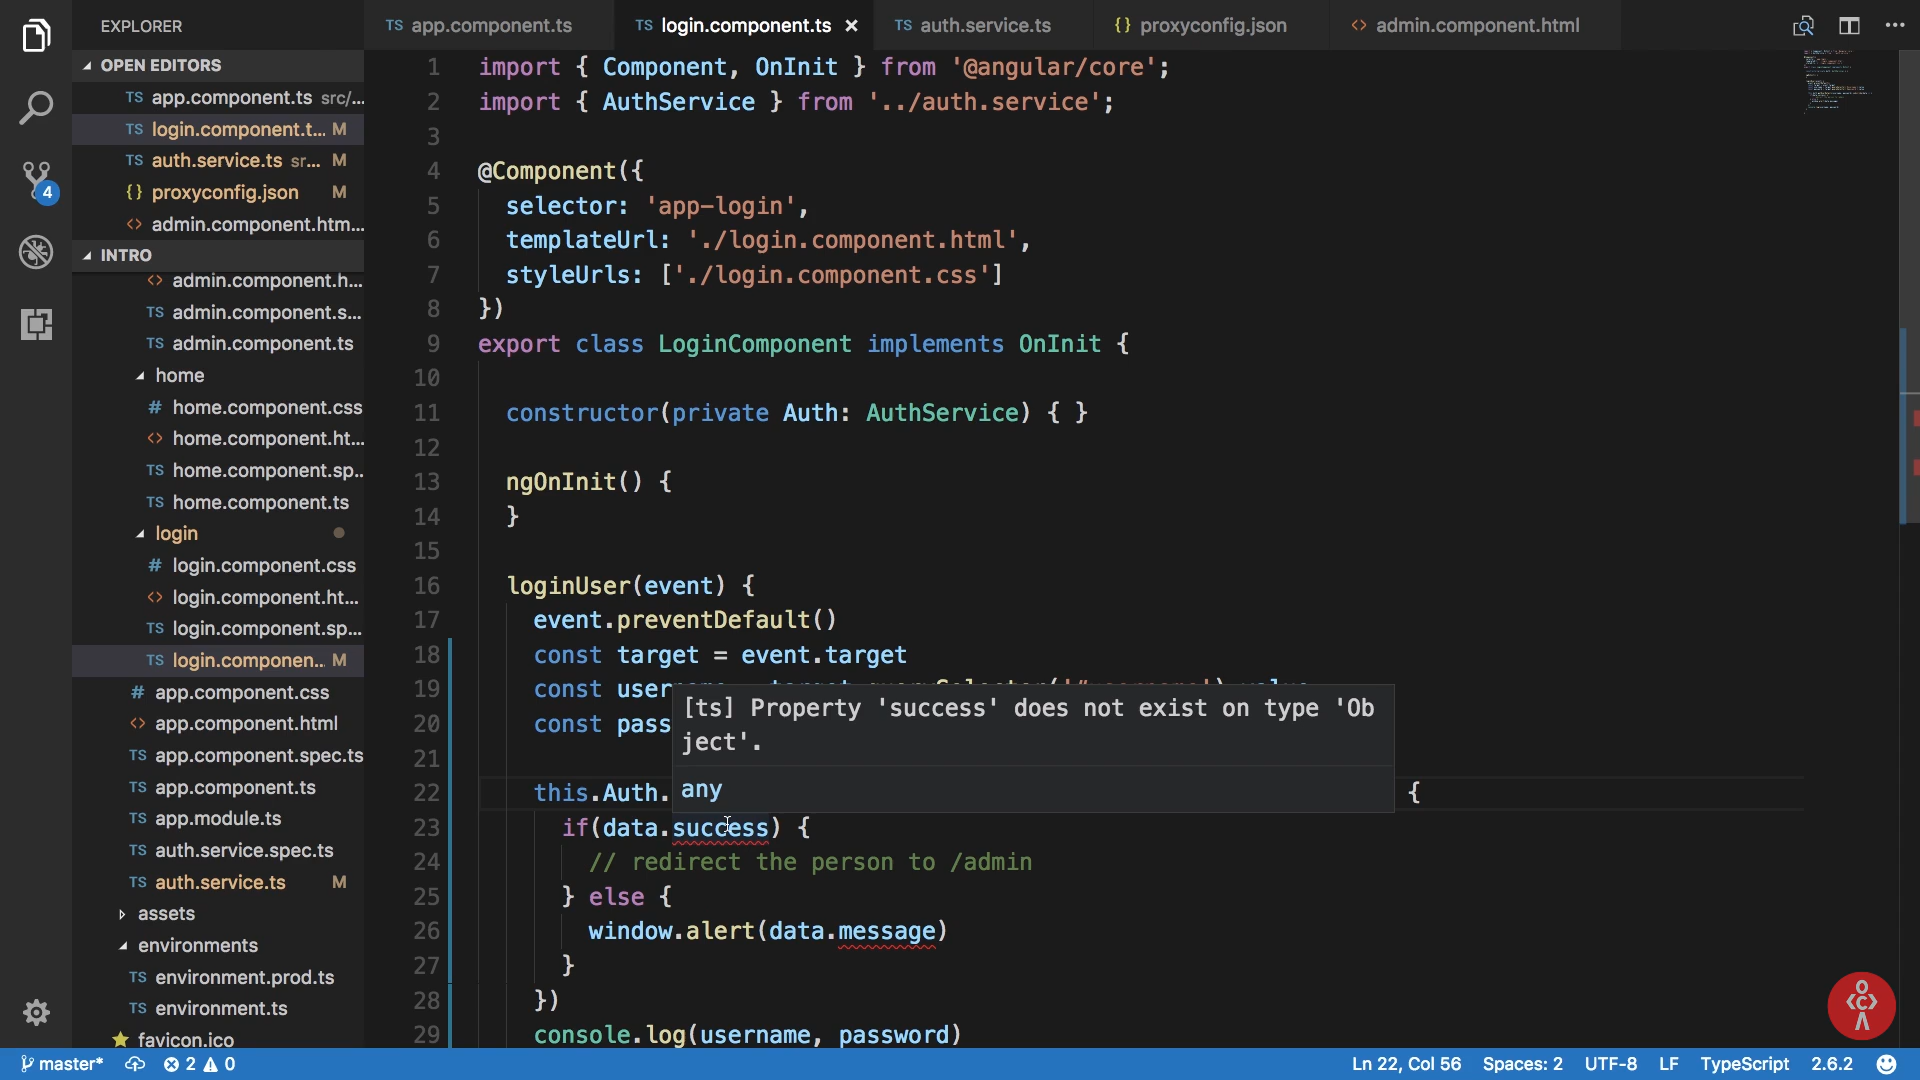 EXPLORER
OPEN EDITORS
TS app.component.ts src/...
TS login.component.t... M
TS auth.service.ts sr... M
{} proxyconfig.json M
<> admin.component.htm...
INTRO
<> admin.component.h...
TS admin.component.s...
TS admin.component.ts
home
# home.component.css
<> home.component.ht...
TS home.component.sp...
TS home.component.ts
login
# login.component.css
<> login.component.ht...
TS login.component.sp...
TS login.componen... M
# app.component.css
<> app.component.html
TS app.component.spec.ts
TS app.component.ts
TS app.module.ts
TS auth.service.spec.ts
TS auth.service.ts M
assets
environments
TS environment.prod.ts
TS environment.ts
favicon.ico
4
TS app.component.ts
TS login.component.ts ×
TS auth.service.ts
{} proxyconfig.json
<> admin.component.html
1 import { Component, OnInit } from '@angular/core';
2 import { AuthService } from '../auth.service';
3
4 @Component({
5 selector: 'app-login',
6 templateUrl: './login.component.html',
7 styleUrls: ['./login.component.css']
8 })
9 export class LoginComponent implements OnInit {
10
11 constructor(private Auth: AuthService) { }
12
13 ngOnInit() {
14 }
15
16 loginUser(event) {
17 event.preventDefault()
18 const target = event.target
19 const user
20 const pass
21
22 this.Auth. {
[ts] Property 'success' does not exist on type 'Ob
ject'.
any
23 if(data.success) {
24 // redirect the person to /admin
25 } else {
26 window.alert(data.message)
27 }
28 })
29 console.log(username, password)
master* 2 0 Ln 22, Col 56 Spaces: 2 UTF-8 LF TypeScript 2.6.2